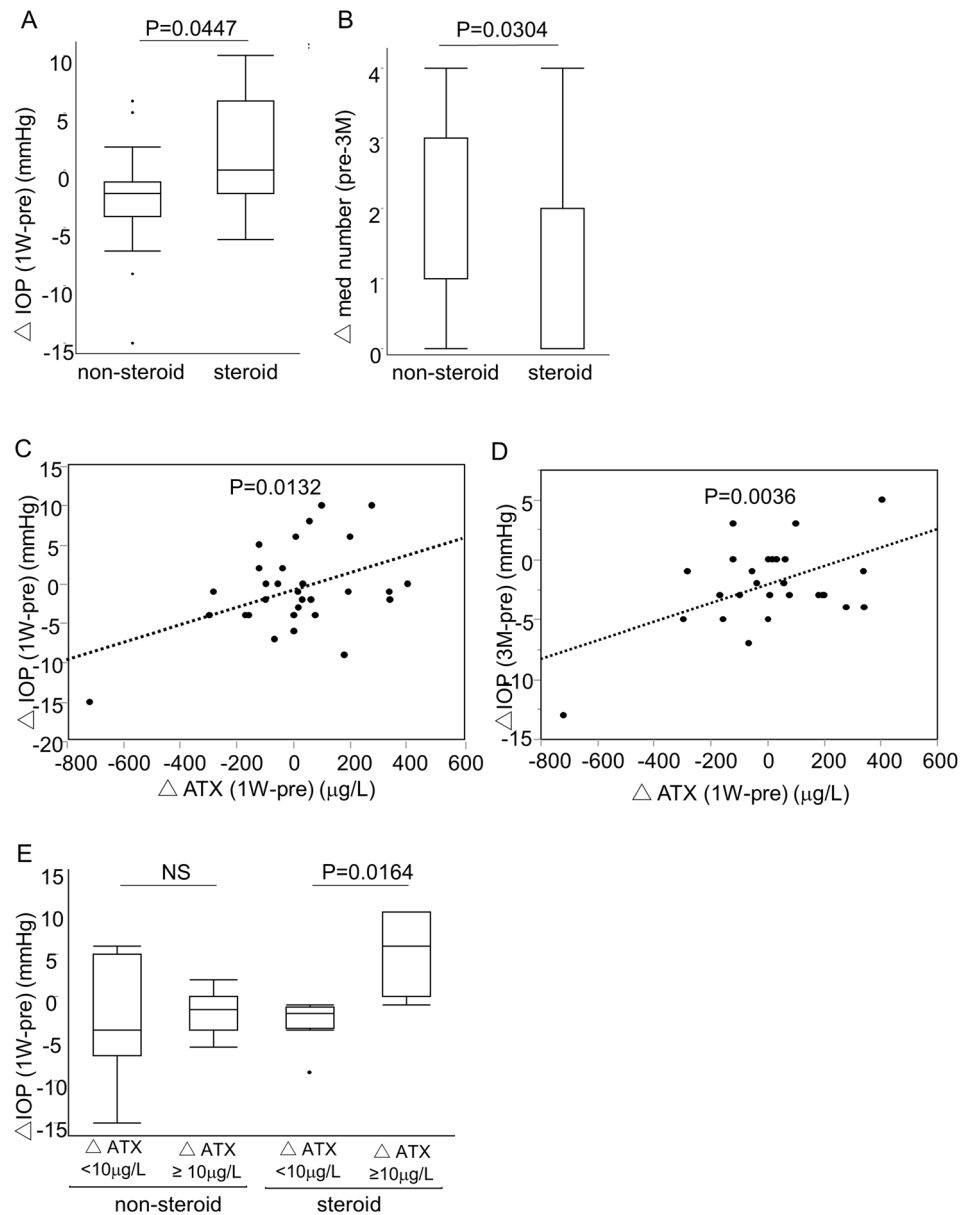 A
P=0.0447
△ IOP (1W-pre) (mmHg)
10
5
0
-5
-10
-15
non-steroid
steroid
B
P=0.0304
△ med number (pre-3M)
4
3
2
1
0
non-steroid
steroid
C
P=0.0132
△ IOP (1W-pre) (mmHg)
15
10
5
0
-5
-10
-15
-20
-800 -600 -400 -200 0 200 400 600
△ ATX (1W-pre) (μg/L)
D
P=0.0036
△IOP (3M-pre) (mmHg)
5
0
-5
-10
-15
-800 -600 -400 -200 0 200 400 600
△ ATX (1W-pre) (μg/L)
E
NS
P=0.0164
△IOP (1W-pre) (mmHg)
15
10
5
0
-5
-10
-15
△ ATX
<10μg/L
△ ATX
≥ 10μg/L
△ ATX
<10μg/L
△ ATX
≥10μg/L
non-steroid
steroid